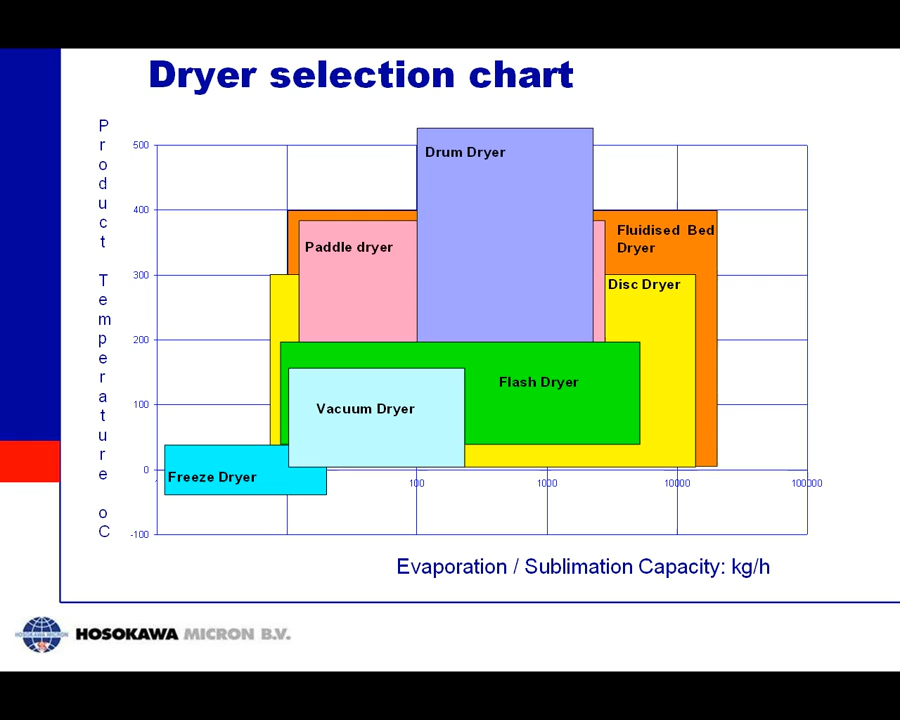 Dryer selection chart
Product Temperature oC
500
400
300
200
100
0
-100
Drum Dryer
Fluidised Bed
Dryer
Paddle dryer
Disc Dryer
Flash Dryer
Vacuum Dryer
Freeze Dryer
100
1000
10000
100000
Evaporation / Sublimation Capacity: kg/h
HOSOKAWA MICRON B.V.